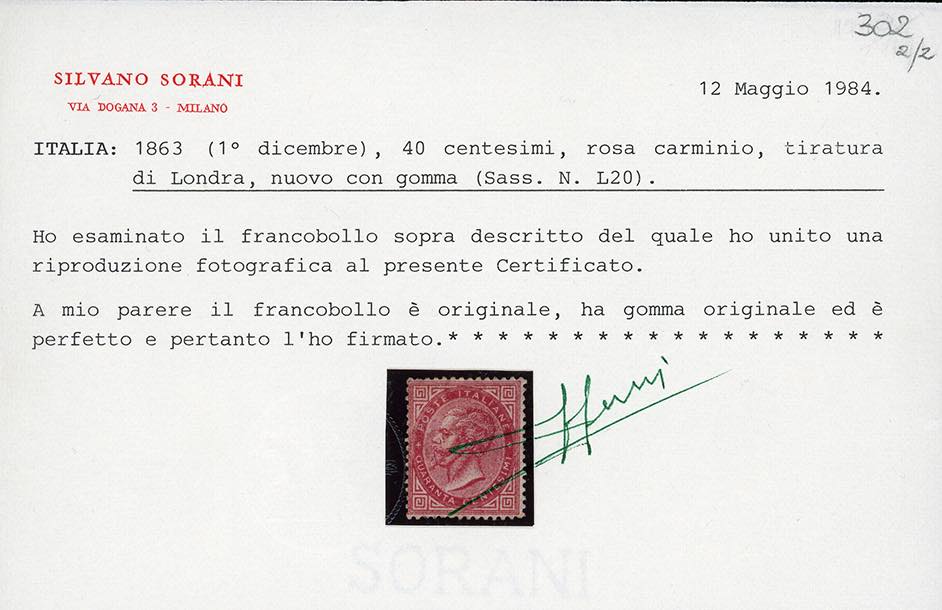 302
2/2
SILVANO SORANI
VIA DOGANA 3 - MILANO
12 Maggio 1984.
ITALIA: 1863 (1° dicembre), 40 centesimi, rosa carminio, tiratura
di Londra, nuovo con gomma (Sass. N. L20).
Ho esaminato il francobollo sopra descritto del quale ho unito una
riproduzione fotografica al presente Certificato.
A mio parere il francobollo è originale, ha gomma originale ed è
perfetto e pertanto l'ho firmato.* * * * * * * * * * * * * * * * * *
POSTE ITALIANE
QUARANTA CENTESIMI
SORANI